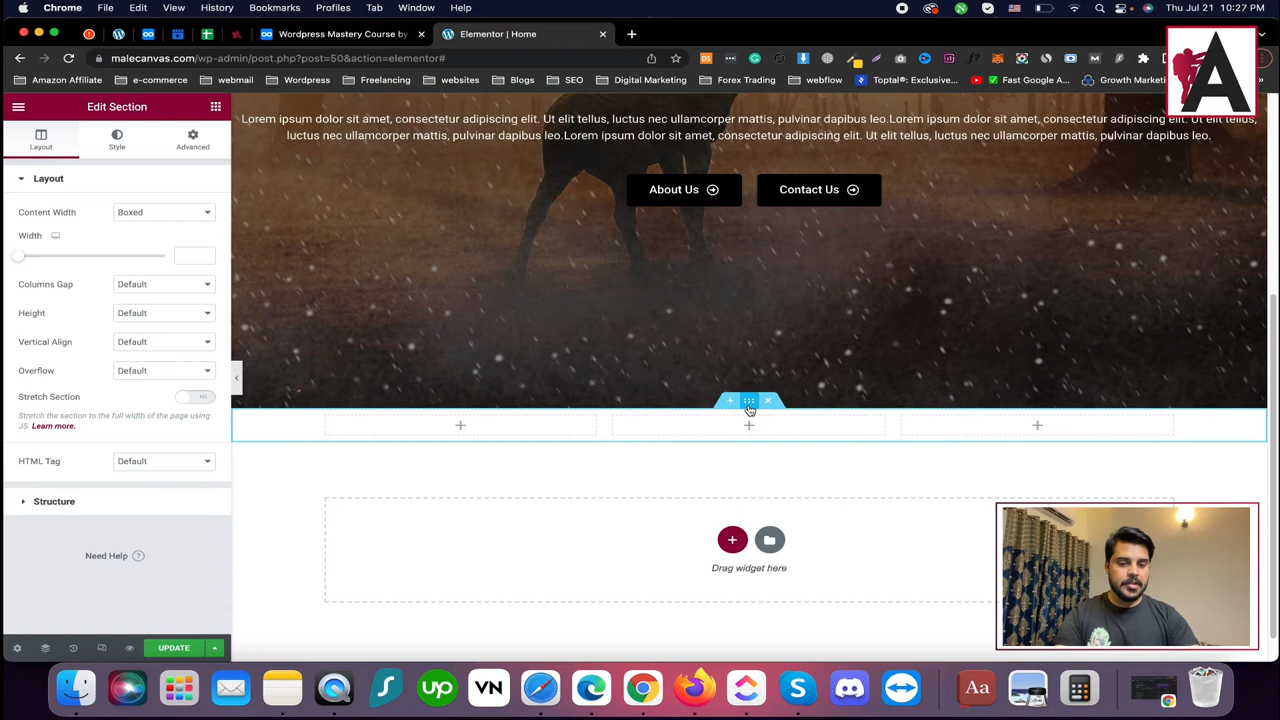 Chrome File Edit View History Bookmarks Profiles Tab Window Help
Thu Jul 21 10:27 PM
Wordpress Mastery Course by
Elementor | Home
malecanvas.com/wp-admin/post.php?post=50&action=elementor#
Amazon Affiliate e-commerce webmail Wordpress Freelancing websites Blogs SEO Digital Marketing Forex Trading webflow Toptal®: Exclusive... Fast Google A... Growth Marketi...
A
Edit Section
Layout Style Advanced
Layout
Content Width Boxed
Width
Columns Gap Default
Height Default
Vertical Align Default
Overflow Default
Stretch Section NO
Stretch the section to the full width of the page using
JS. Learn more.
HTML Tag Default
Structure
Need Help
UPDATE
Lorem ipsum dolor sit amet, consectetur adipiscing elit. Ut elit tellus, luctus nec ullamcorper mattis, pulvinar dapibus leo.Lorem ipsum dolor sit amet, consectetur adipiscing elit. Ut elit tellus,
luctus nec ullamcorper mattis, pulvinar dapibus leo.Lorem ipsum dolor sit amet, consectetur adipiscing elit. Ut elit tellus, luctus nec ullamcorper mattis, pulvinar dapibus leo.
About Us
Contact Us
Drag widget here
up
VN
Aa